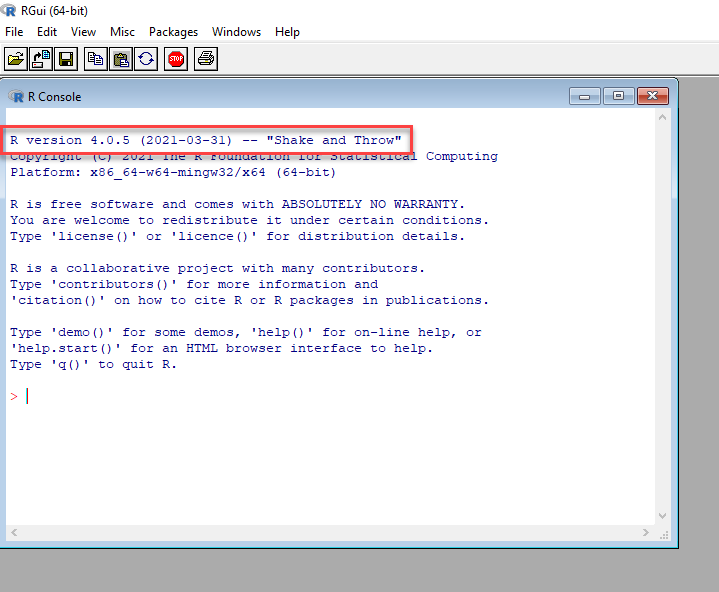 RGui (64-bit)
File Edit View Misc Packages Windows Help
STOP
R Console
R version 4.0.5 (2021-03-31) -- "Shake and Throw"
Copyright (C) 2021 The R Foundation for Statistical Computing
Platform: x86_64-w64-mingw32/x64 (64-bit)
R is free software and comes with ABSOLUTELY NO WARRANTY.
You are welcome to redistribute it under certain conditions.
Type 'license()' or 'licence()' for distribution details.
R is a collaborative project with many contributors.
Type 'contributors()' for more information and
'citation()' on how to cite R or R packages in publications.
Type 'demo()' for some demos, 'help()' for on-line help, or
'help.start()' for an HTML browser interface to help.
Type 'q()' to quit R.
>